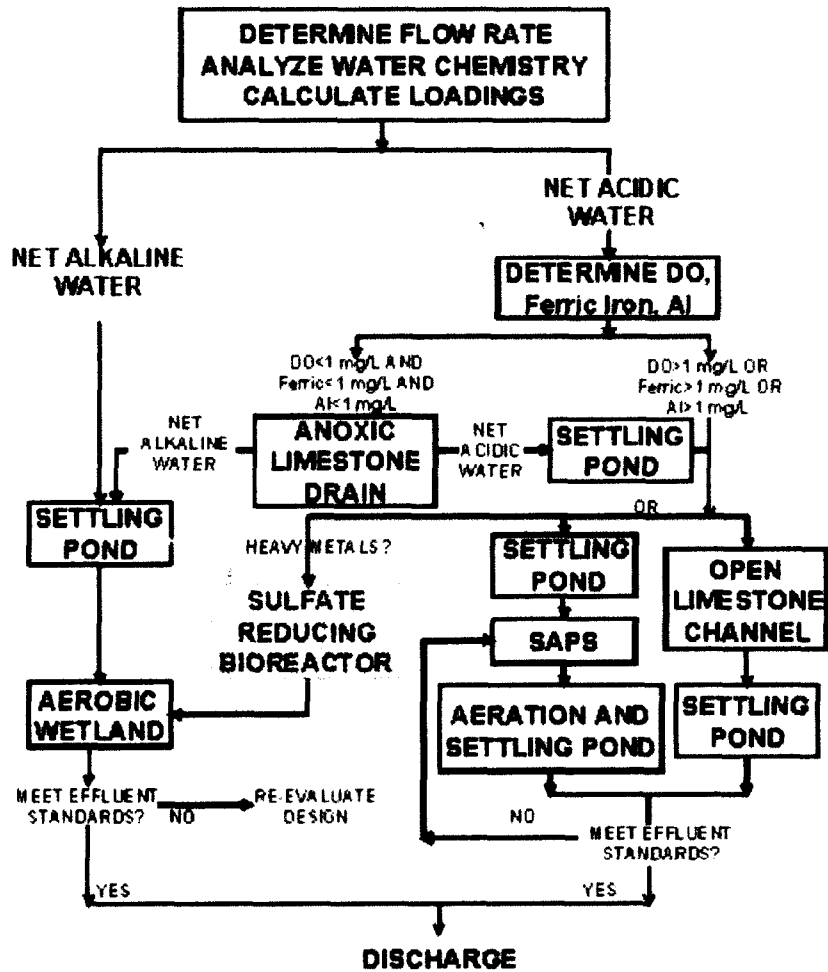 DETERMINE FLOW RATE
ANALYZE WATER CHEMISTRY
CALCULATE LOADINGS
NET ACIDIC
WATER
NET ALKALINE
WATER
DETERMINE DO,
Ferric Iron, Al
DO<1 mg/L AND
Ferric<1 mg/L AND
Al<1 mg/L
DO>1 mg/L OR
Ferric>1 mg/L OR
Al>1 mg/L
NET
ALKALINE
WATER
ANOXIC
LIMESTONE
DRAIN
NET
ACIDIC
WATER
SETTLING
POND
SETTLING
POND
OR
HEAVY METALS?
SETTLING
POND
OPEN
LIMESTONE
CHANNEL
SULFATE
REDUCING
BIOREACTOR
SAPS
AEROBIC
WETLAND
AERATION AND
SETTLING POND
SETTLING
POND
MEET EFFLUENT
STANDARDS?
NO
RE-EVALUATE
DESIGN
NO
MEET EFFLUENT
STANDARDS?
YES
YES
DISCHARGE